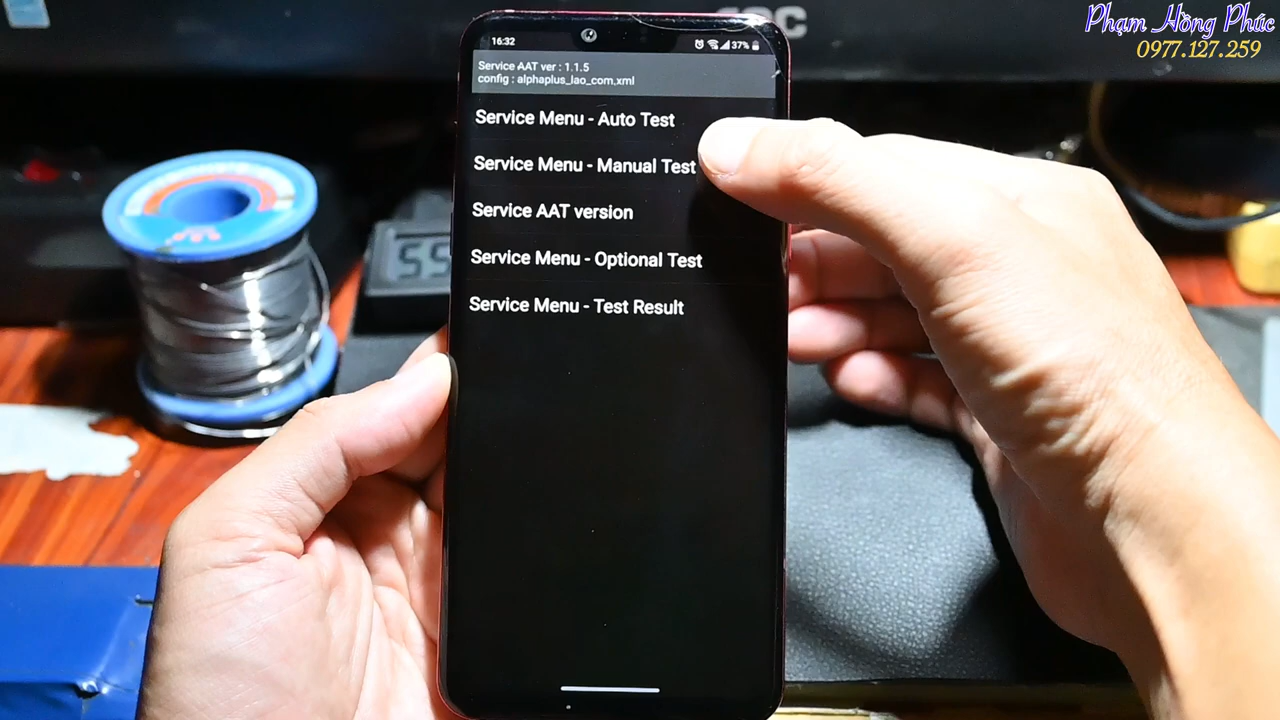 Phạm Hồng Phúc
0977.127.259
16:32
37%
Service AAT ver : 1.1.5
config : alphaplus_lao_com.xml
Service Menu - Auto Test
Service Menu - Manual Test
Service AAT version
Service Menu - Optional Test
Service Menu - Test Result
55